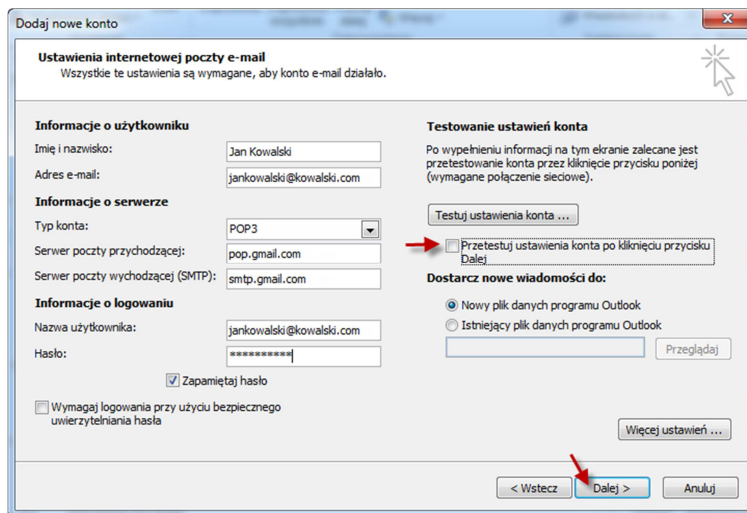 Dodaj nowe konto
Ustawienia internetowej poczty e-mail
Wszystkie te ustawienia są wymagane, aby konto e-mail działało.
Informacje o użytkowniku
Imię i nazwisko: Jan Kowalski
Adres e-mail: jankowalski@kowalski.com
Informacje o serwerze
Typ konta: POP3
Serwer poczty przychodzącej: pop.gmail.com
Serwer poczty wychodzącej (SMTP): smtp.gmail.com
Informacje o logowaniu
Nazwa użytkownika: jankowalski@kowalski.com
Hasło: **********
Zapamiętaj hasło
Wymagaj logowania przy użyciu bezpiecznego
uwierzytelniania hasła
Testowanie ustawień konta
Po wypełnieniu informacji na tym ekranie zalecane jest
przetestowanie konta przez kliknięcie przycisku poniżej
(wymagane połączenie sieciowe).
Testuj ustawienia konta ...
Przetestuj ustawienia konta po kliknięciu przycisku
Dalej
Dostarcz nowe wiadomości do:
Nowy plik danych programu Outlook
Istniejący plik danych programu Outlook
Przeglądaj
Więcej ustawień ...
< Wstecz
Dalej >
Anuluj